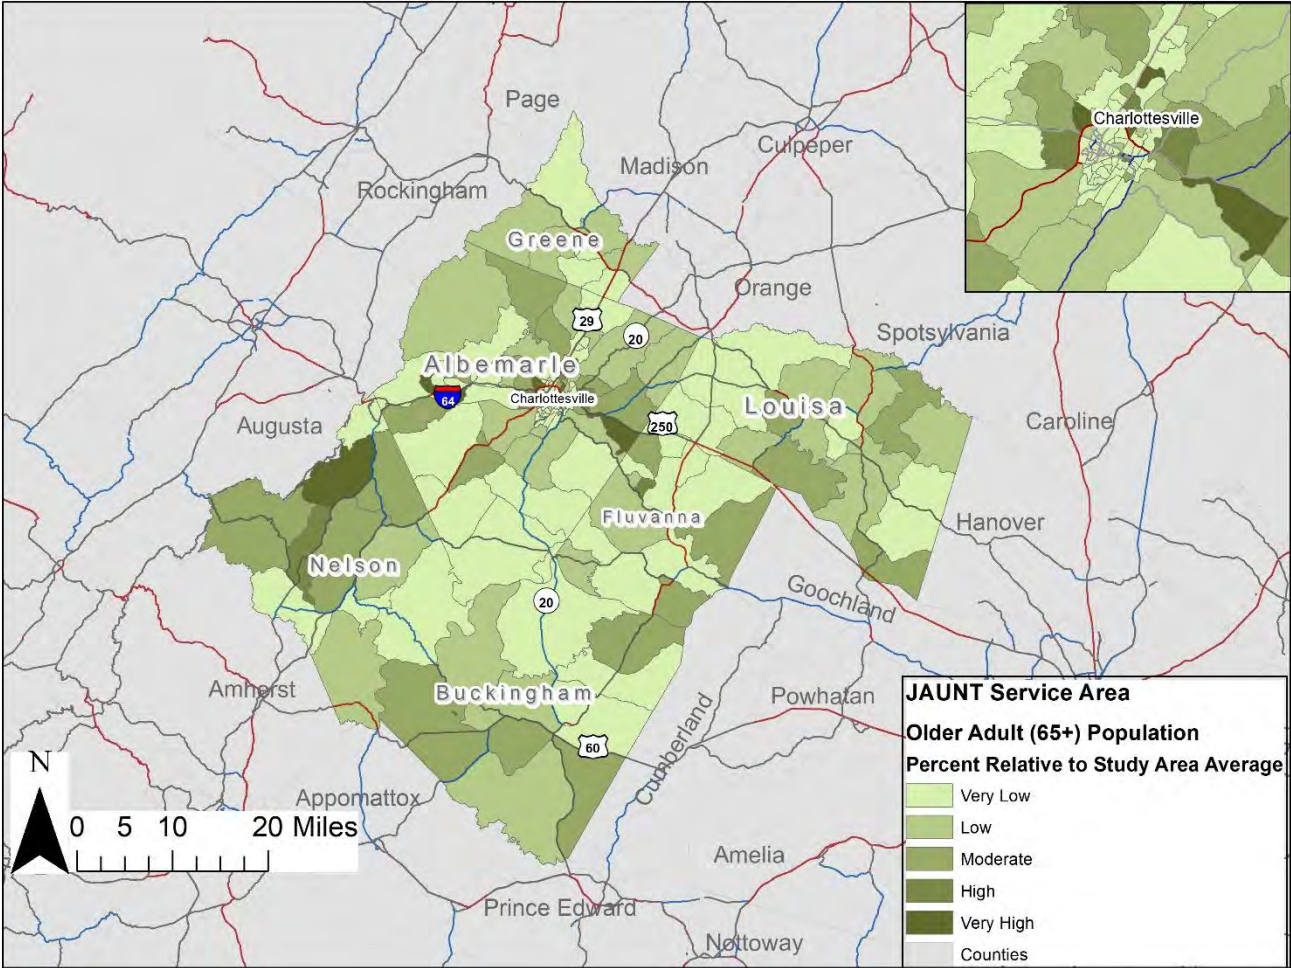 Page
Madison
Culpeper
Rockingham
Greene
Orange
29
20
Spotsylvania
Albemarle
64
Charlottesville
Louisa
250
Augusta
Caroline
Fluvanna
Hanover
Nelson
20
Goochland
Amherst
Buckingham
Powhatan
Cumberland
60
Appomattox
Amelia
Prince Edward
Nottoway
Charlottesville
N
0 5 10 20 Miles
JAUNT Service Area
Older Adult (65+) Population
Percent Relative to Study Area Average
Very Low
Low
Moderate
High
Very High
Counties